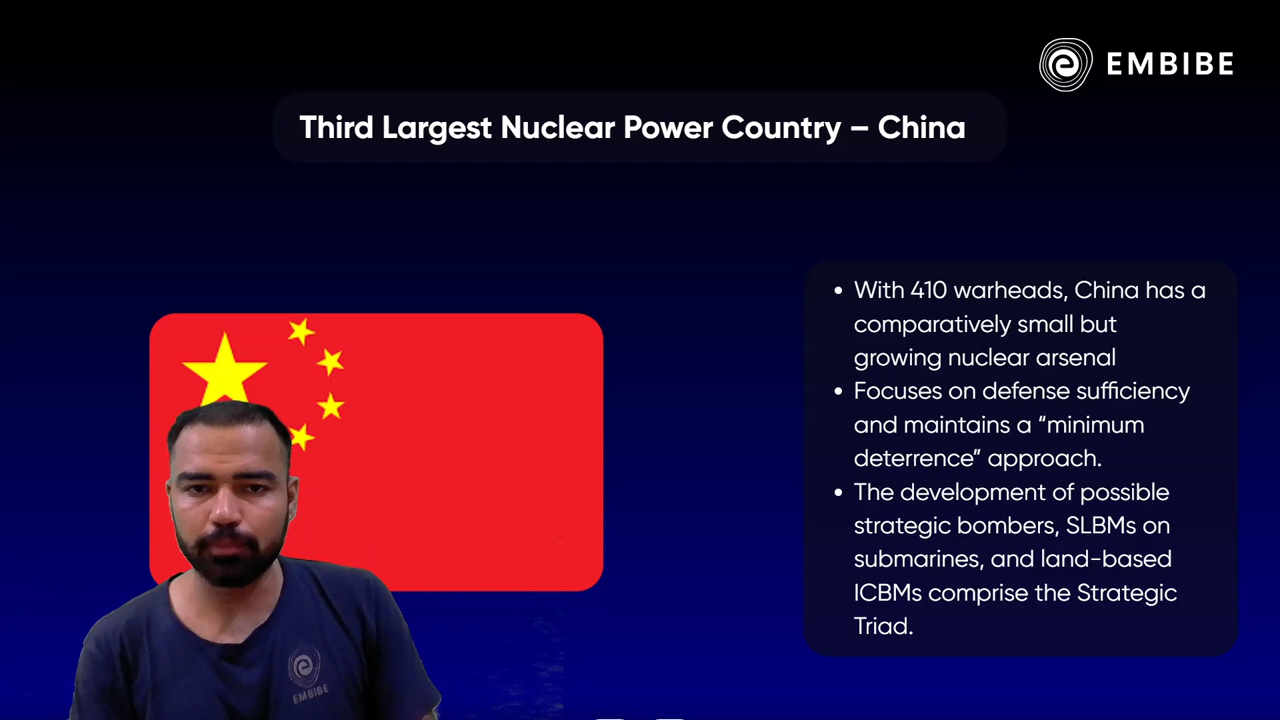 EMBIBE
Third Largest Nuclear Power Country – China
• With 410 warheads, China has a
comparatively small but
growing nuclear arsenal
• Focuses on defense sufficiency
and maintains a “minimum
deterrence” approach.
• The development of possible
strategic bombers, SLBMs on
submarines, and land-based
ICBMs comprise the Strategic
Triad.
EMBIBE